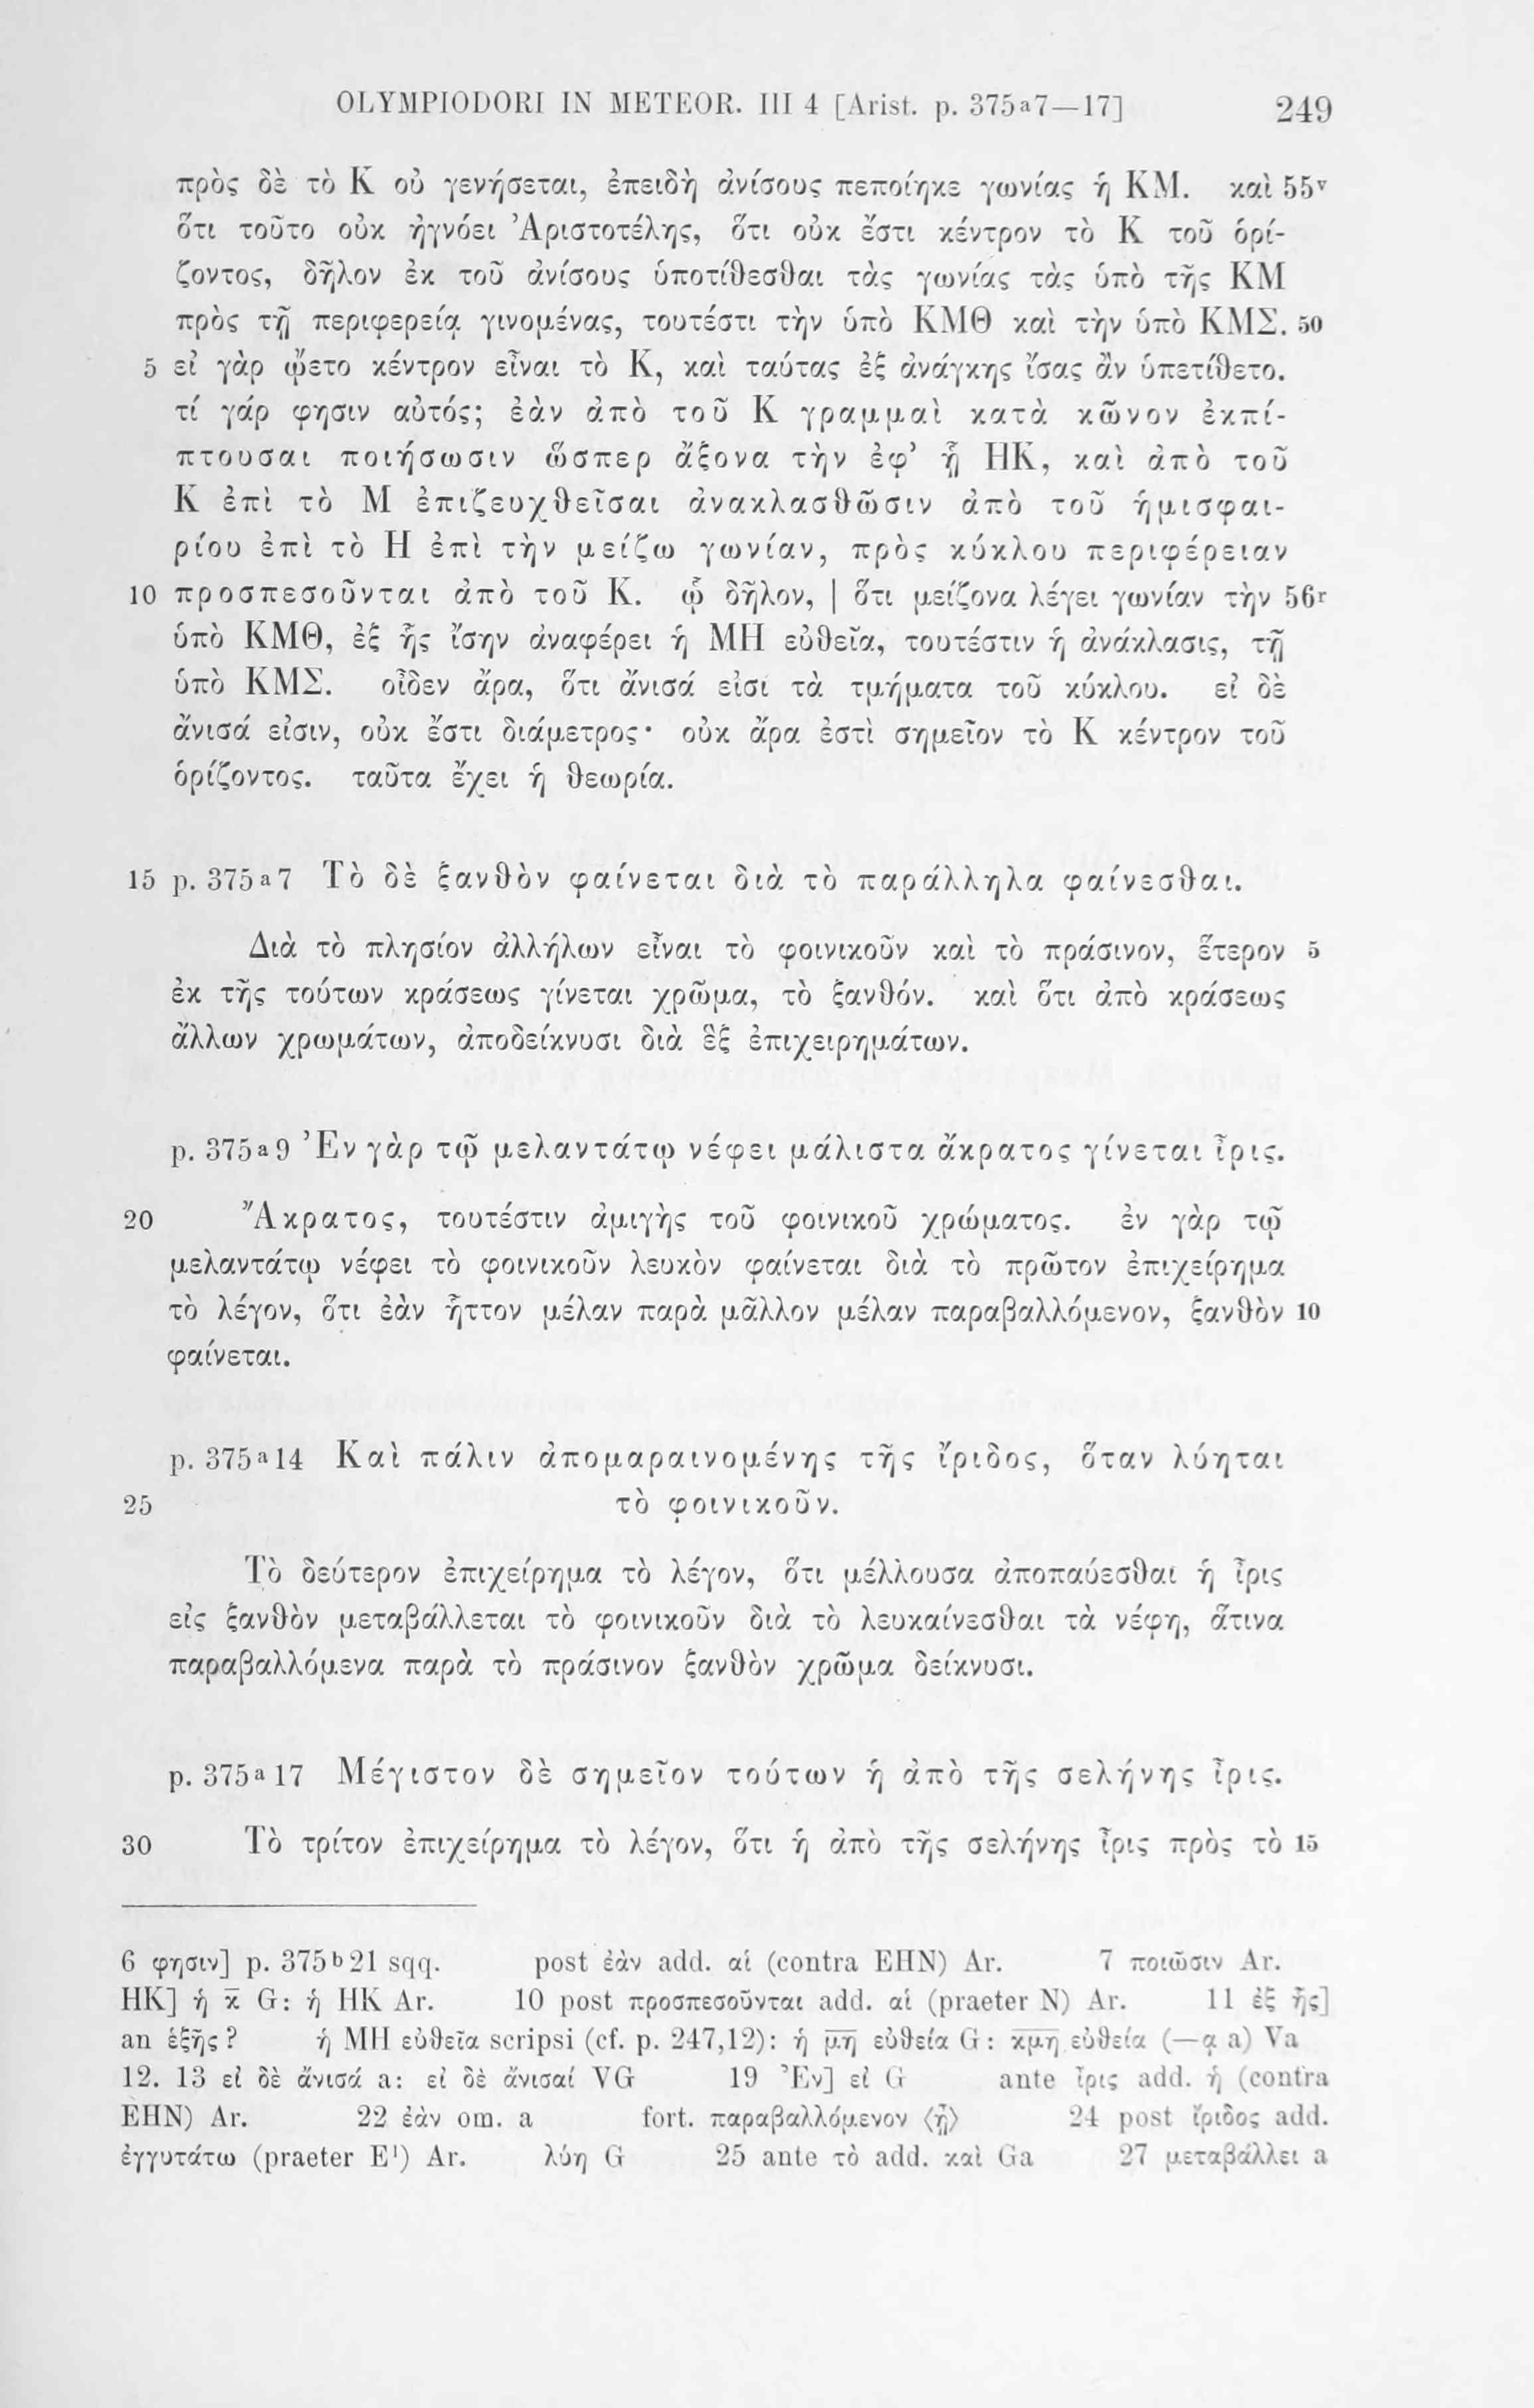 OLYMPIODORI IN METEOR. III 4 [Arist. p. 375a7—17] 249
πρὸς δὲ τὸ Κ οὐ γενήσεται, ἐπειδὴ ἀνίσους πεποίηκε γωνίας ἡ ΚΜ. καὶ 55v
ὅτι τοῦτο οὐκ ἠγνόει Ἀριστοτέλης, ὅτι οὐκ ἔστι κέντρον τὸ Κ τοῦ ὁρί-
ζοντος, δῆλον ἐκ τοῦ ἀνίσους ὑποτίθεσθαι τὰς γωνίας τὰς ὑπὸ τῆς ΚΜ
πρὸς τῇ περιφερείᾳ γινομένας, τουτέστι τὴν ὑπὸ ΚΜΘ καὶ τὴν ὑπὸ ΚΜΣ. 50
5 εἰ γὰρ ᾤετο κέντρον εἶναι τὸ Κ, καὶ ταύτας ἐξ ἀνάγκης ἴσας ἂν ὑπετίθετο.
τί γάρ φησιν αὐτός; ἐὰν ἀπὸ τοῦ Κ γραμμαὶ κατὰ κῶνον ἐκπί-
πτουσαι ποιήσωσιν ὥσπερ ἄξονα τὴν ἐφ’ ᾗ ΗΚ, καὶ ἀπὸ τοῦ
Κ ἐπὶ τὸ Μ ἐπιζευχθεῖσαι ἀνακλασθῶσιν ἀπὸ τοῦ ἡμισφαι-
ρίου ἐπὶ τὸ Η ἐπὶ τὴν μείζω γωνίαν, πρὸς κύκλου περιφέρειαν
10 προσπεσοῦνται ἀπὸ τοῦ Κ. ᾧ δῆλον, | ὅτι μείζονα λέγει γωνίαν τὴν 56r
ὑπὸ ΚΜΘ, ἐξ ἧς ἴσην ἀναφέρει ἡ ΜΗ εὐθεῖα, τουτέστιν ἡ ἀνάκλασις, τῇ
ὑπὸ ΚΜΣ. οἶδεν ἄρα, ὅτι ἄνισά εἰσι τὰ τμήματα τοῦ κύκλου. εἰ δὲ
ἄνισά εἰσιν, οὐκ ἔστι διάμετρος· οὐκ ἄρα ἐστὶ σημεῖον τὸ Κ κέντρον τοῦ
ὁρίζοντος. ταῦτα ἔχει ἡ θεωρία.
15 p. 375a7 Τὸ δὲ ξανθὸν φαίνεται διὰ τὸ παράλληλα φαίνεσθαι.
Διὰ τὸ πλησίον ἀλλήλων εἶναι τὸ φοινικοῦν καὶ τὸ πράσινον, ἕτερον 5
ἐκ τῆς τούτων κράσεως γίνεται χρῶμα, τὸ ξανθόν. καὶ ὅτι ἀπὸ κράσεως
ἄλλων χρωμάτων, ἀποδείκνυσι διὰ ἓξ ἐπιχειρημάτων.
p. 375a9 Ἐν γὰρ τῷ μελαντάτῳ νέφει μάλιστα ἄκρατος γίνεται ἶρις.
20 Ἄκρατος, τουτέστιν ἀμιγὴς τοῦ φοινικοῦ χρώματος. ἐν γὰρ τῷ
μελαντάτῳ νέφει τὸ φοινικοῦν λευκὸν φαίνεται διὰ τὸ πρῶτον ἐπιχείρημα
τὸ λέγον, ὅτι ἐὰν ἧττον μέλαν παρὰ μᾶλλον μέλαν παραβαλλόμενον, ξανθὸν 10
φαίνεται.
p. 375a14 Καὶ πάλιν ἀπομαραινομένης τῆς ἴριδος, ὅταν λύηται
25 τὸ φοινικοῦν.
Τὸ δεύτερον ἐπιχείρημα τὸ λέγον, ὅτι μέλλουσα ἀποπαύεσθαι ἡ ἶρις
εἰς ξανθὸν μεταβάλλεται τὸ φοινικοῦν διὰ τὸ λευκαίνεσθαι τὰ νέφη, ἅτινα
παραβαλλόμενα παρὰ τὸ πράσινον ξανθὸν χρῶμα δείκνυσι.
p. 375a17 Μέγιστον δὲ σημεῖον τούτων ἡ ἀπὸ τῆς σελήνης ἶρις.
30 Τὸ τρίτον ἐπιχείρημα τὸ λέγον, ὅτι ἡ ἀπὸ τῆς σελήνης ἶρις πρὸς τὸ 15
6 φησιν] p. 375b21 sqq. post ἐὰν add. αἱ (contra EHN) Ar. 7 ποιῶσιν Ar.
ΗΚ] ἡ κ̄ G: ἡ ΗΚ Ar. 10 post προσπεσοῦνται add. αἱ (praeter N) Ar. 11 ἐξ ἧς]
an ἑξῆς? ἡ ΜΗ εὐθεῖα scripsi (cf. p. 247,12): ἡ μ̄η̄ εὐθεία G: κ̄μ̄η̄ εὐθεία (—ᾳ a) Va
12. 13 εἰ δὲ ἄνισά a: εἰ δὲ ἄνισαί VG 19 Ἐν] εἰ G ante ἶρις add. ἡ (contra
EHN) Ar. 22 ἐὰν om. a fort. παραβαλλόμενον ⟨ᾖ⟩ 24 post ἴριδος add.
ἐγγυτάτω (praeter E¹) Ar. λύῃ G 25 ante τὸ add. καὶ Ga 27 μεταβάλλει a